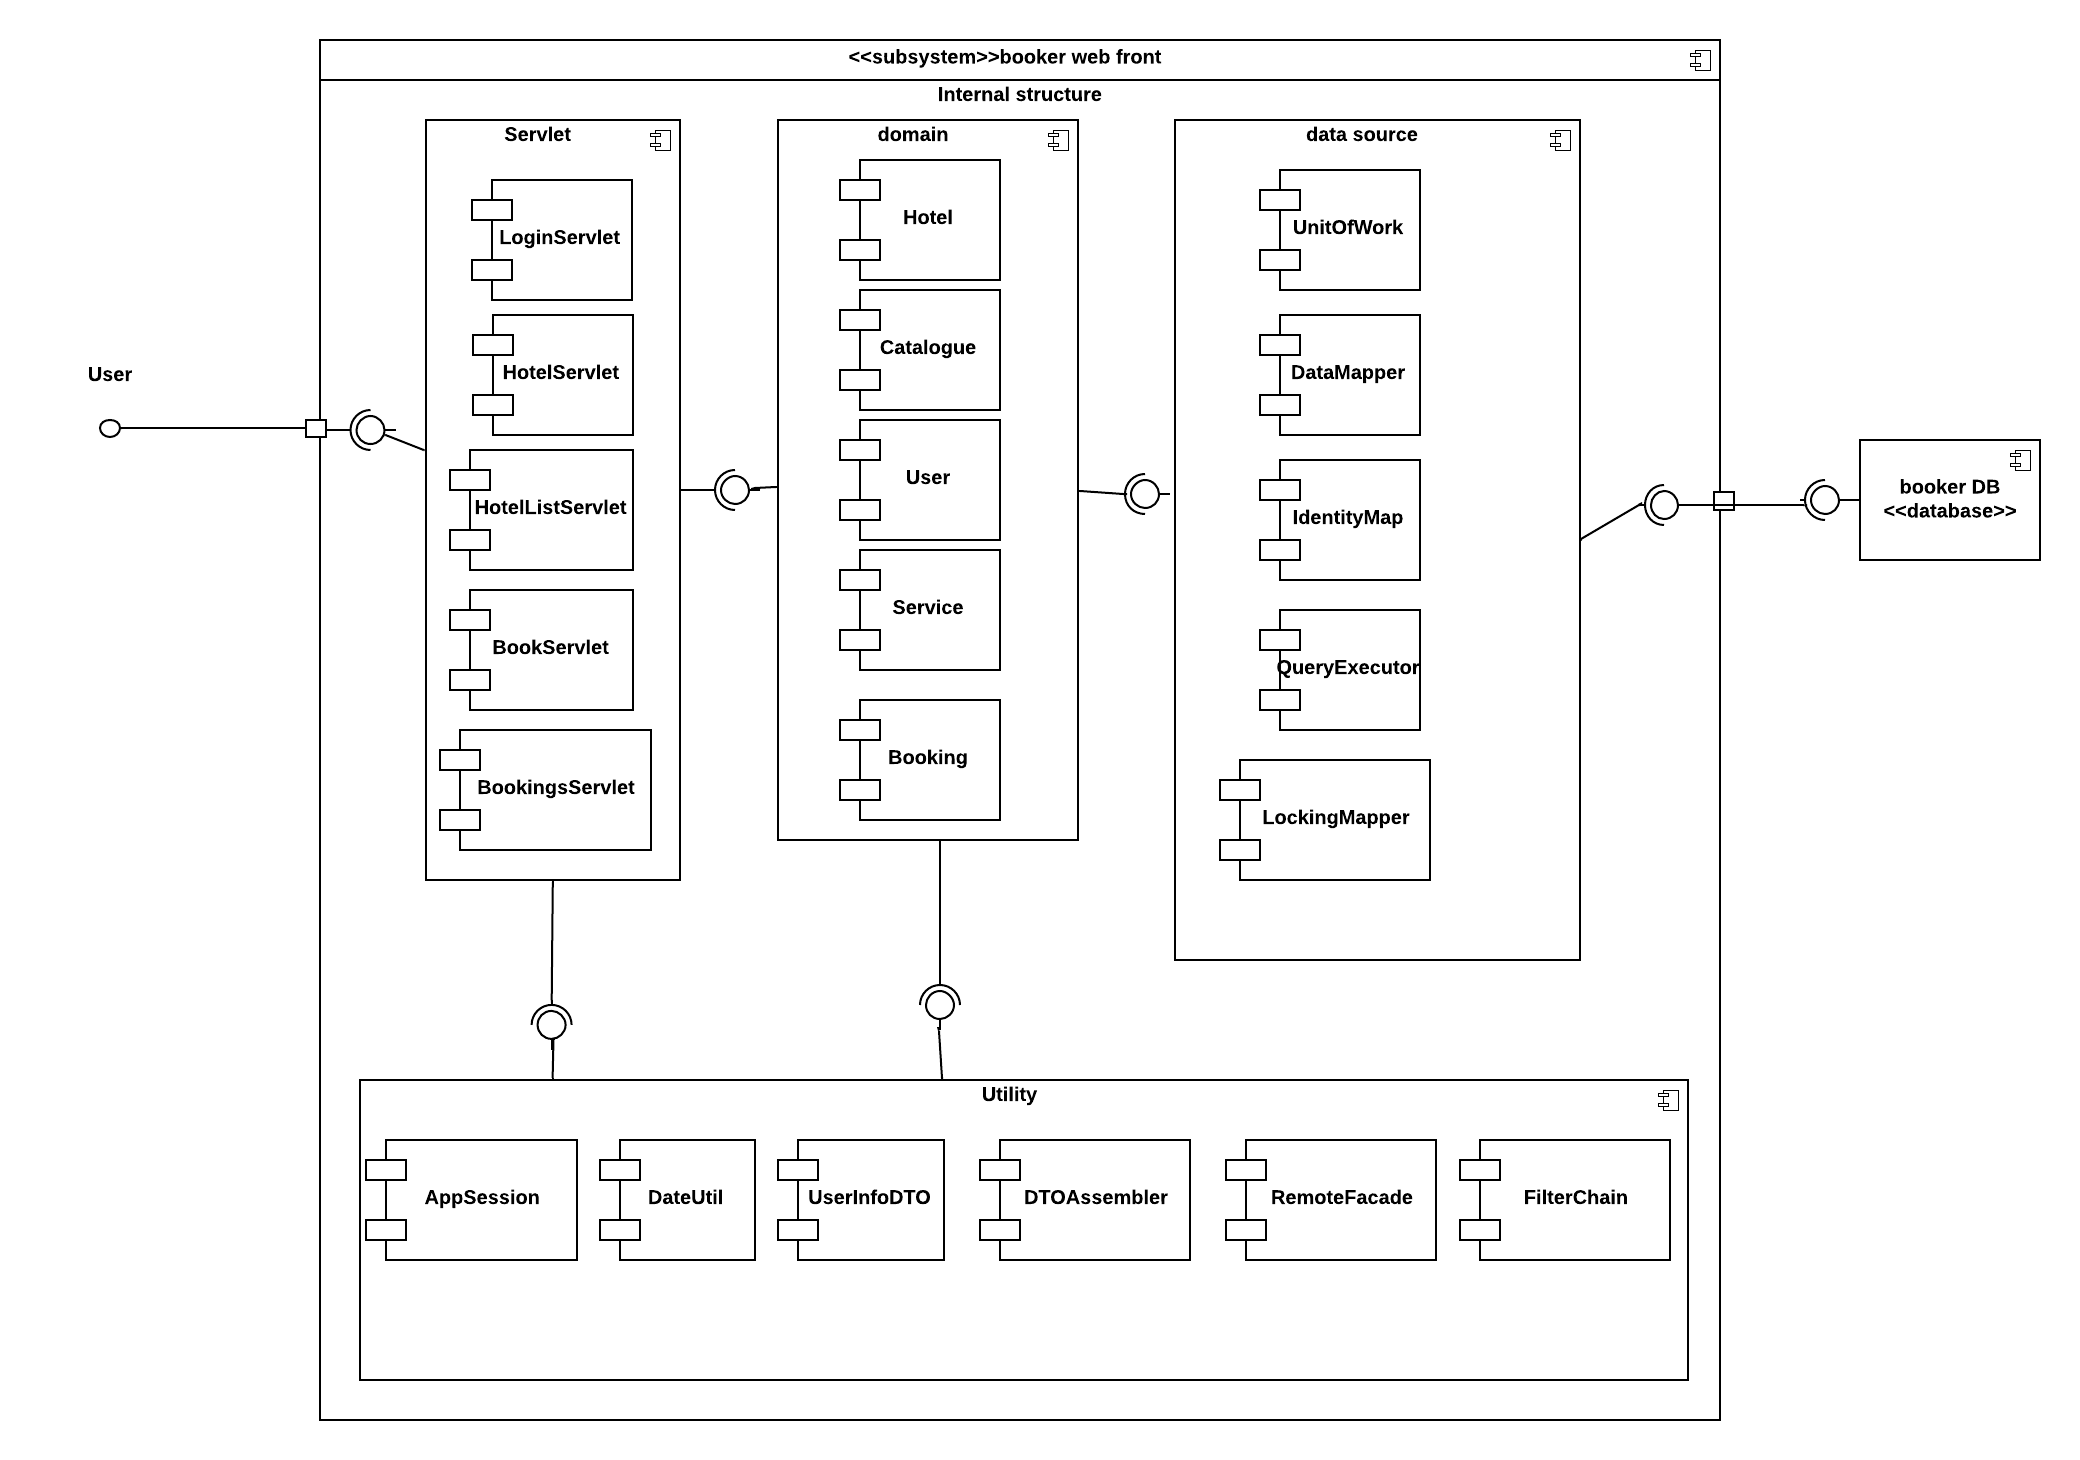 <<subsystem>>booker web front
Internal structure
Servlet
LoginServlet
HotelServlet
HotelListServlet
BookServlet
BookingsServlet
domain
Hotel
Catalogue
User
Service
Booking
data source
UnitOfWork
DataMapper
IdentityMap
QueryExecutor
LockingMapper
User
booker DB
<<database>>
Utility
AppSession
DateUtil
UserInfoDTO
DTOAssembler
RemoteFacade
FilterChain